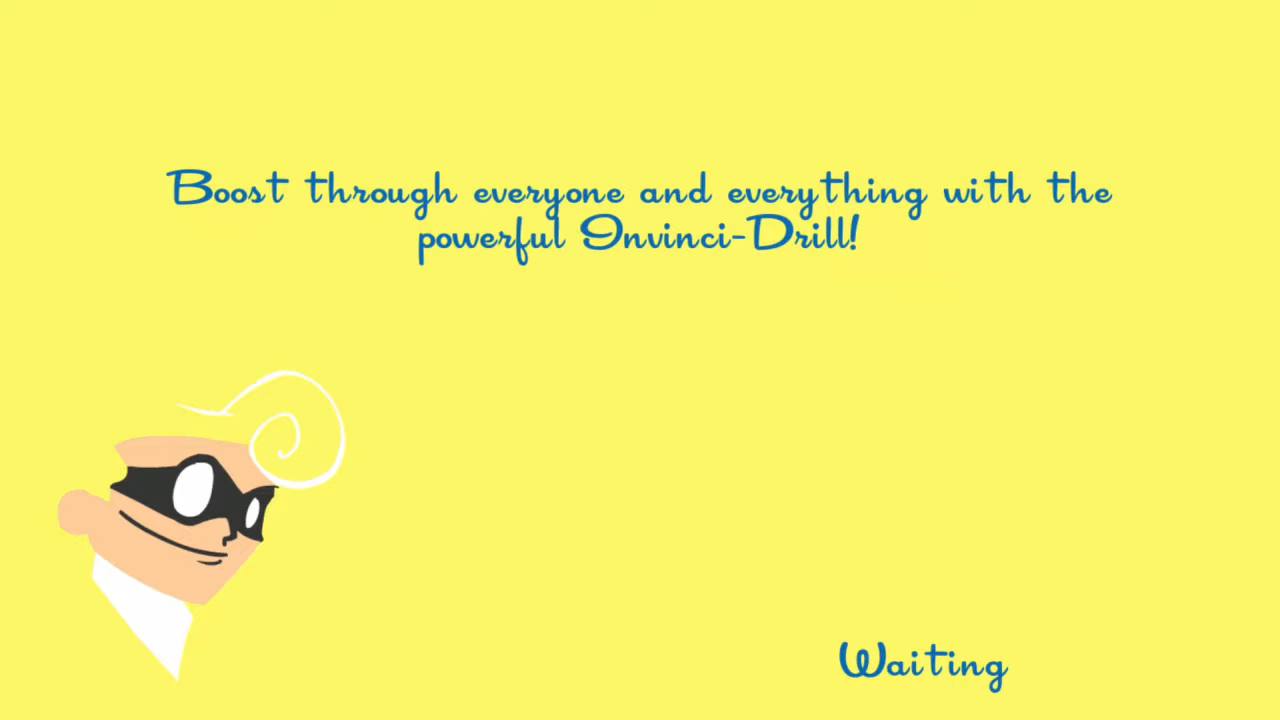 Boost through everyone and everything with the
powerful Invinci-Drill!
Waiting